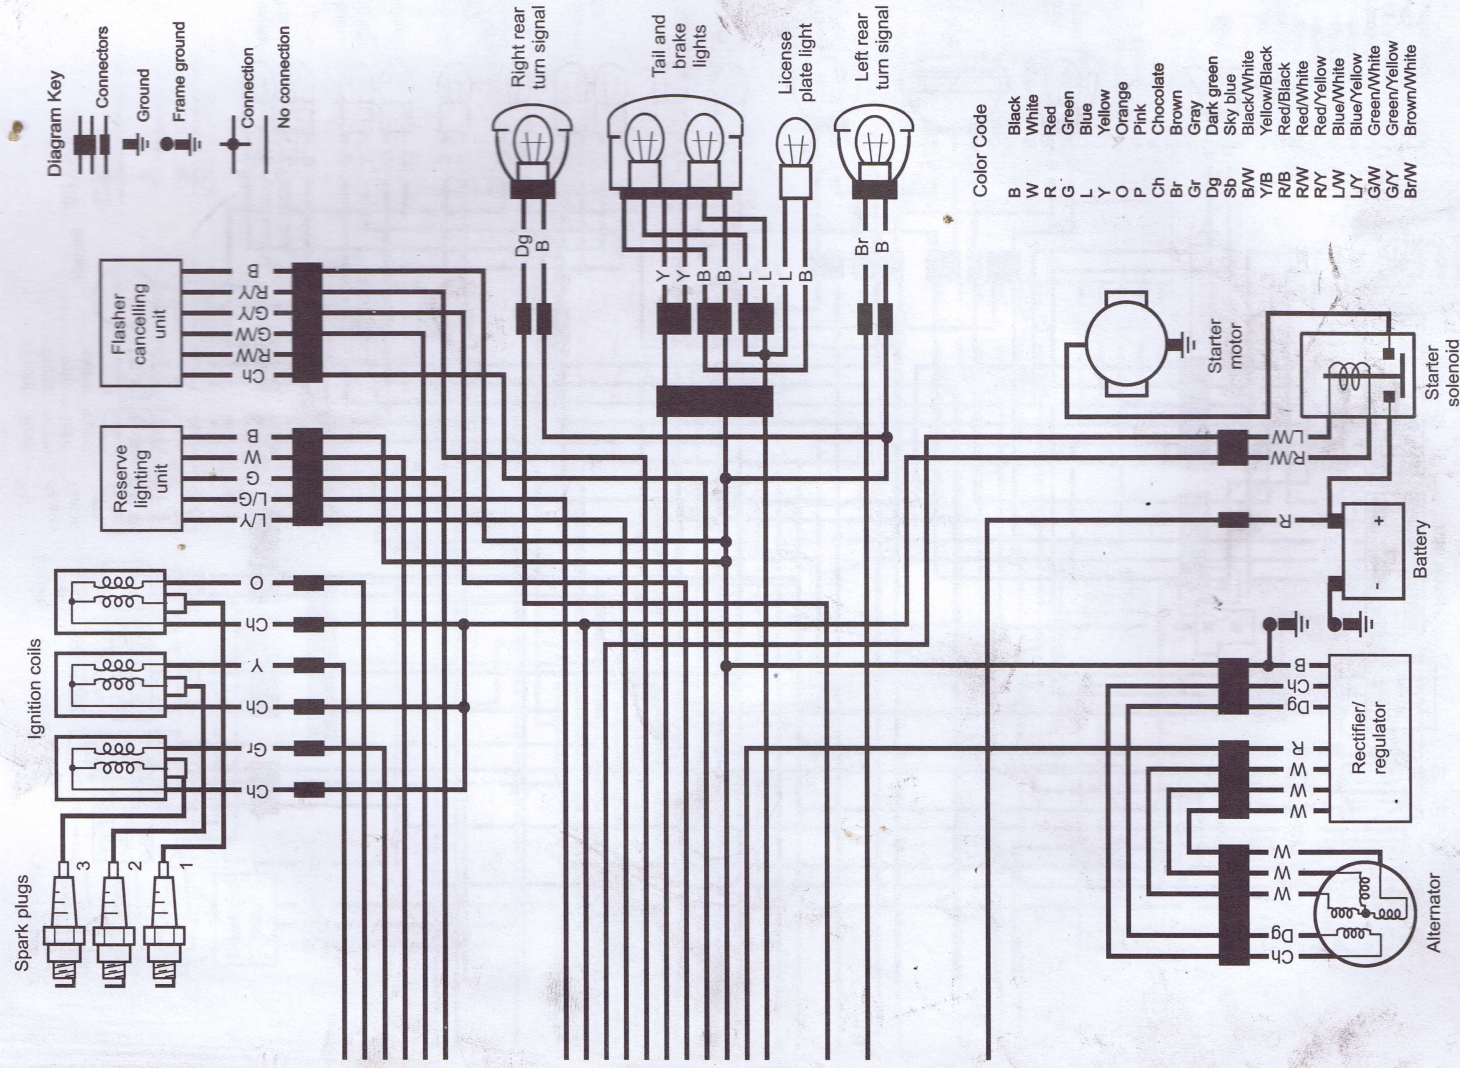 Diagram Key
Connectors
Ground
Frame ground
Connection
No connection
Right rear
turn signal
Tail and
brake
lights
License
plate light
Left rear
turn signal
Color Code
B Black
W White
R Red
G Green
L Blue
Y Yellow
O Orange
P Pink
Ch Chocolate
Br Brown
Gr Gray
Dg Dark green
Sb Sky blue
B/W Black/White
Y/B Yellow/Black
R/B Red/Black
R/W Red/White
R/Y Red/Yellow
L/W Blue/White
L/Y Blue/Yellow
G/W Green/White
G/Y Green/Yellow
Br/W Brown/White
Dg
B
Y
Y
B
B
L
L
L
B
Br
B
Flasher
cancelling
unit
B
R/Y
G/Y
G/W
R/W
Ch
Reserve
lighting
unit
B
W
G
L/G
L/Y
Ignition coils
O
Ch
Y
Ch
Gr
Ch
Spark plugs
3
2
1
Starter
motor
Starter
solenoid
L/W
R/W
R
+
-
Battery
B
Ch
Dg
R
W
W
W
Rectifier/
regulator
W
W
W
Dg
Ch
Alternator